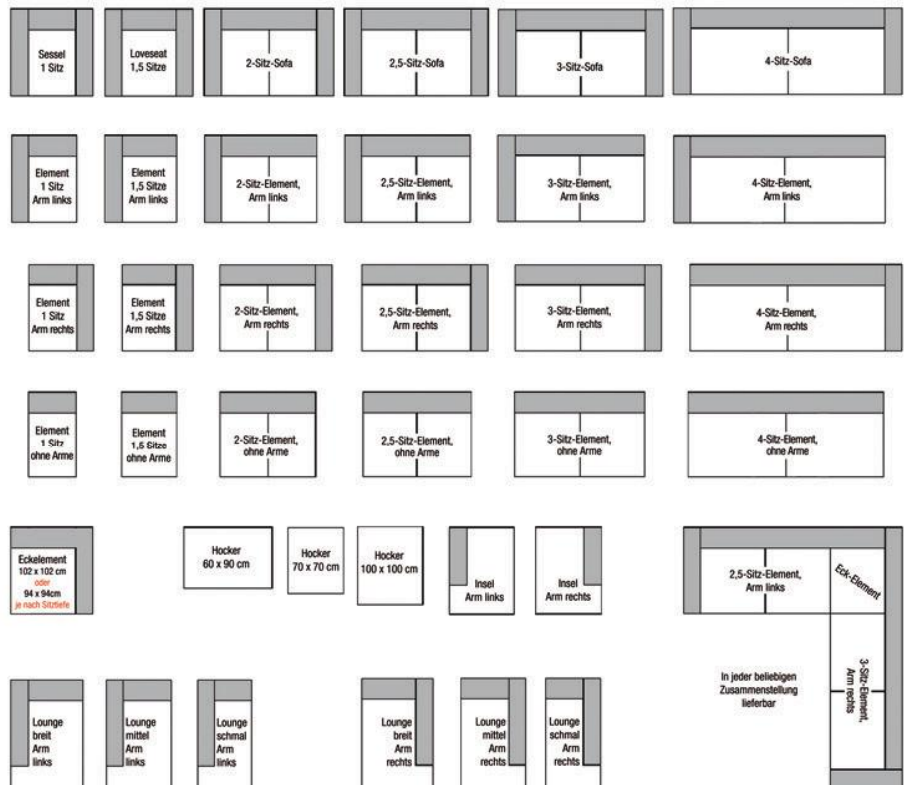 Sessel
1 Sitz
Loveseat
1,5 Sitze
2-Sitz-Sofa
2,5-Sitz-Sofa
3-Sitz-Sofa
4-Sitz-Sofa
Element
1 Sitz
Arm links
Element
1,5 Sitze
Arm links
2-Sitz-Element,
Arm links
2,5-Sitz-Element,
Arm links
3-Sitz-Element,
Arm links
4-Sitz-Element,
Arm links
Element
1 Sitz
Arm rechts
Element
1,5 Sitze
Arm rechts
2-Sitz-Element,
Arm rechts
2,5-Sitz-Element,
Arm rechts
3-Sitz-Element,
Arm rechts
4-Sitz-Element,
Arm rechts
Element
1 Sitz
ohne Arme
Element
1,5 Sitze
ohne Arme
2-Sitz-Element,
ohne Arme
2,5-Sitz-Element,
ohne Arme
3-Sitz-Element,
ohne Arme
4-Sitz-Element,
ohne Arme
Eckelement
102 x 102 cm
oder
94 x 94cm
je nach Sitztiefe
Hocker
60 x 90 cm
Hocker
70 x 70 cm
Hocker
100 x 100 cm
Insel
Arm links
Insel
Arm rechts
2,5-Sitz-Element,
Arm links
Eck-Element
3-Sitz-Element,
Arm rechts
In jeder beliebigen
Zusammenstellung
lieferbar
Lounge
breit
Arm
links
Lounge
mittel
Arm
links
Lounge
schmal
Arm
links
Lounge
breit
Arm
rechts
Lounge
mittel
Arm
rechts
Lounge
schmal
Arm
rechts